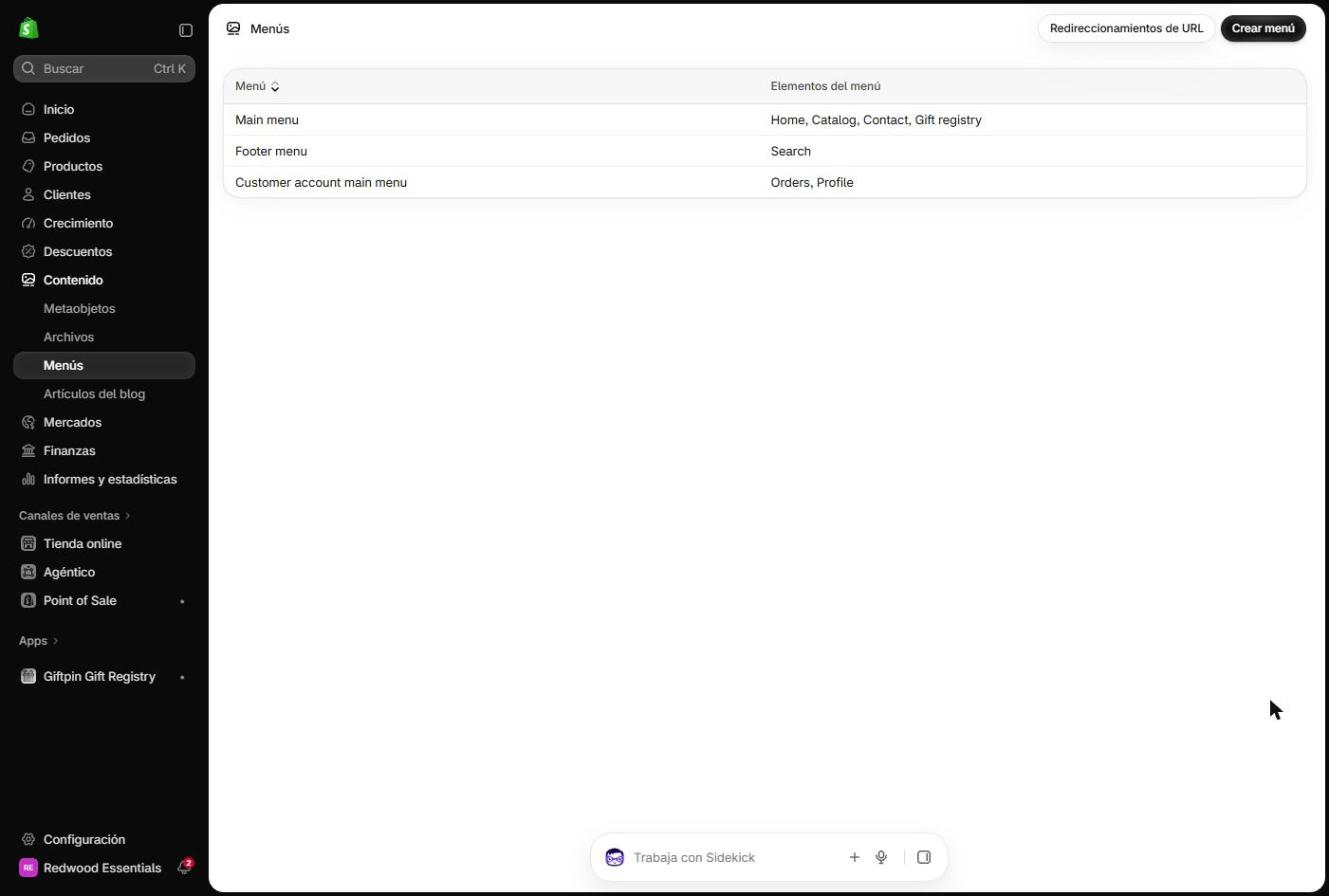 Buscar Ctrl K
Inicio
Pedidos
Productos
Clientes
Crecimiento
Descuentos
Contenido
Metaobjetos
Archivos
Menús
Artículos del blog
Mercados
Finanzas
Informes y estadísticas
Canales de ventas
Tienda online
Agéntico
Point of Sale
Apps
Giftpin Gift Registry
Configuración
RE Redwood Essentials 2
Menús Redireccionamientos de URL Crear menú
Menú Elementos del menú
Main menu Home, Catalog, Contact, Gift registry
Footer menu Search
Customer account main menu Orders, Profile
Trabaja con Sidekick